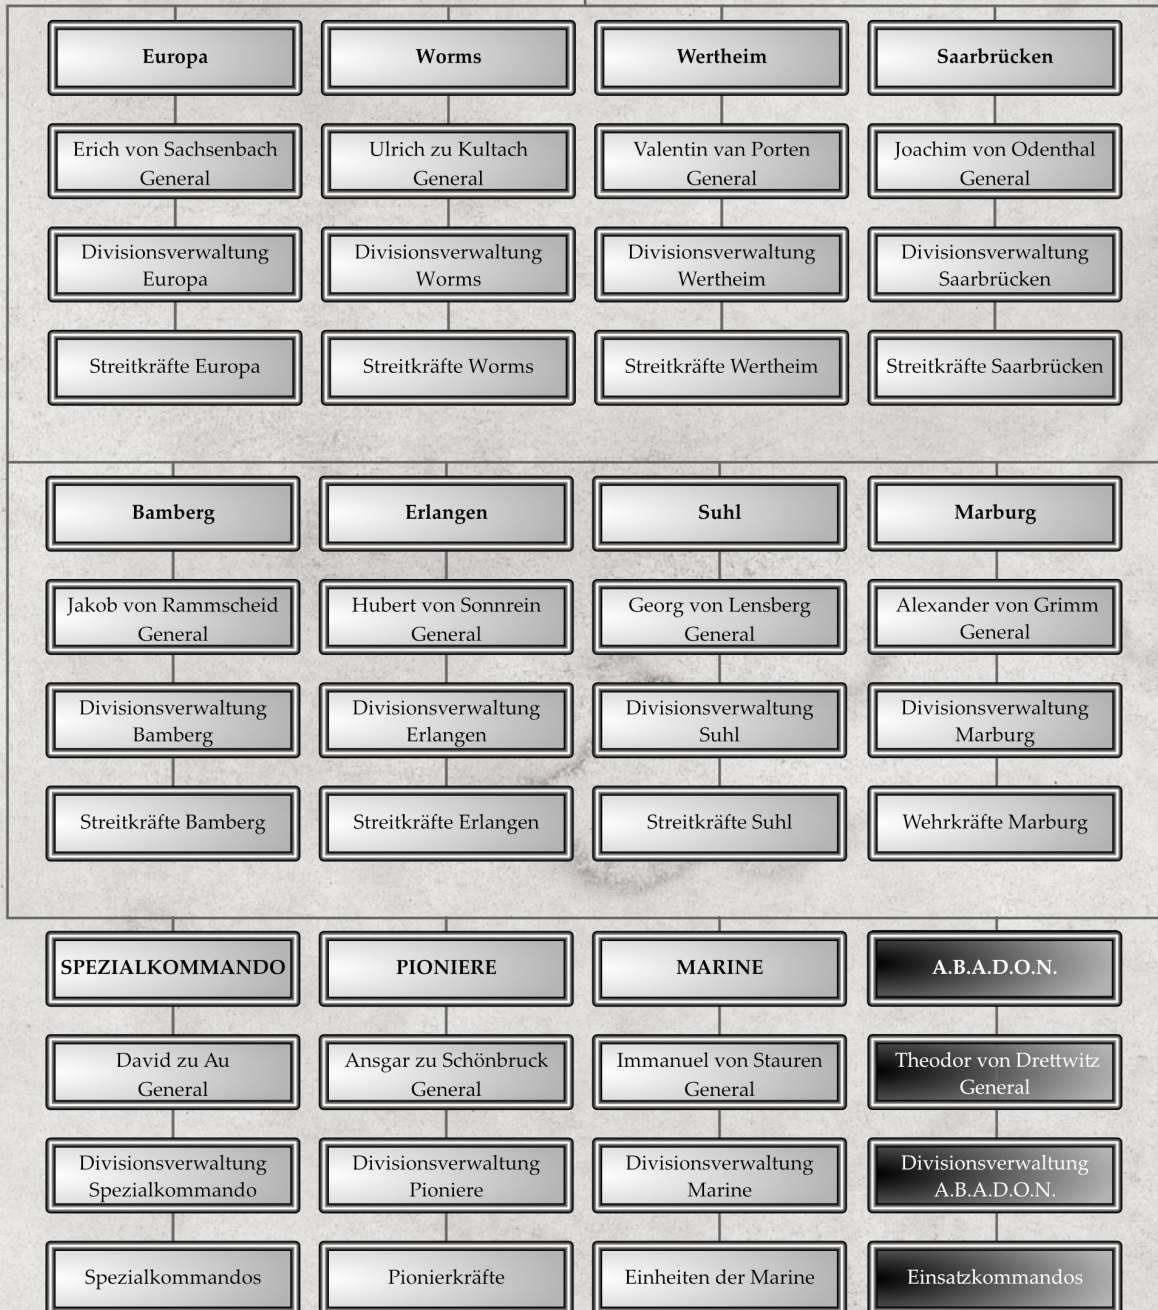 Europa
Worms
Wertheim
Saarbrücken
Erich von Sachsenbach
General
Ulrich zu Kultach
General
Valentin van Porten
General
Joachim von Odenthal
General
Divisionsverwaltung
Europa
Divisionsverwaltung
Worms
Divisionsverwaltung
Wertheim
Divisionsverwaltung
Saarbrücken
Streitkräfte Europa
Streitkräfte Worms
Streitkräfte Wertheim
Streitkräfte Saarbrücken
Bamberg
Erlangen
Suhl
Marburg
Jakob von Rammscheid
General
Hubert von Sonnrein
General
Georg von Lensberg
General
Alexander von Grimm
General
Divisionsverwaltung
Bamberg
Divisionsverwaltung
Erlangen
Divisionsverwaltung
Suhl
Divisionsverwaltung
Marburg
Streitkräfte Bamberg
Streitkräfte Erlangen
Streitkräfte Suhl
Wehrkräfte Marburg
SPEZIALKOMMANDO
PIONIERE
MARINE
A.B.A.D.O.N.
David zu Au
General
Ansgar zu Schönbruck
General
Immanuel von Stauren
General
Theodor von Drettwitz
General
Divisionsverwaltung
Spezialkommando
Divisionsverwaltung
Pioniere
Divisionsverwaltung
Marine
Divisionsverwaltung
A.B.A.D.O.N.
Spezialkommandos
Pionierkräfte
Einheiten der Marine
Einsatzkommandos